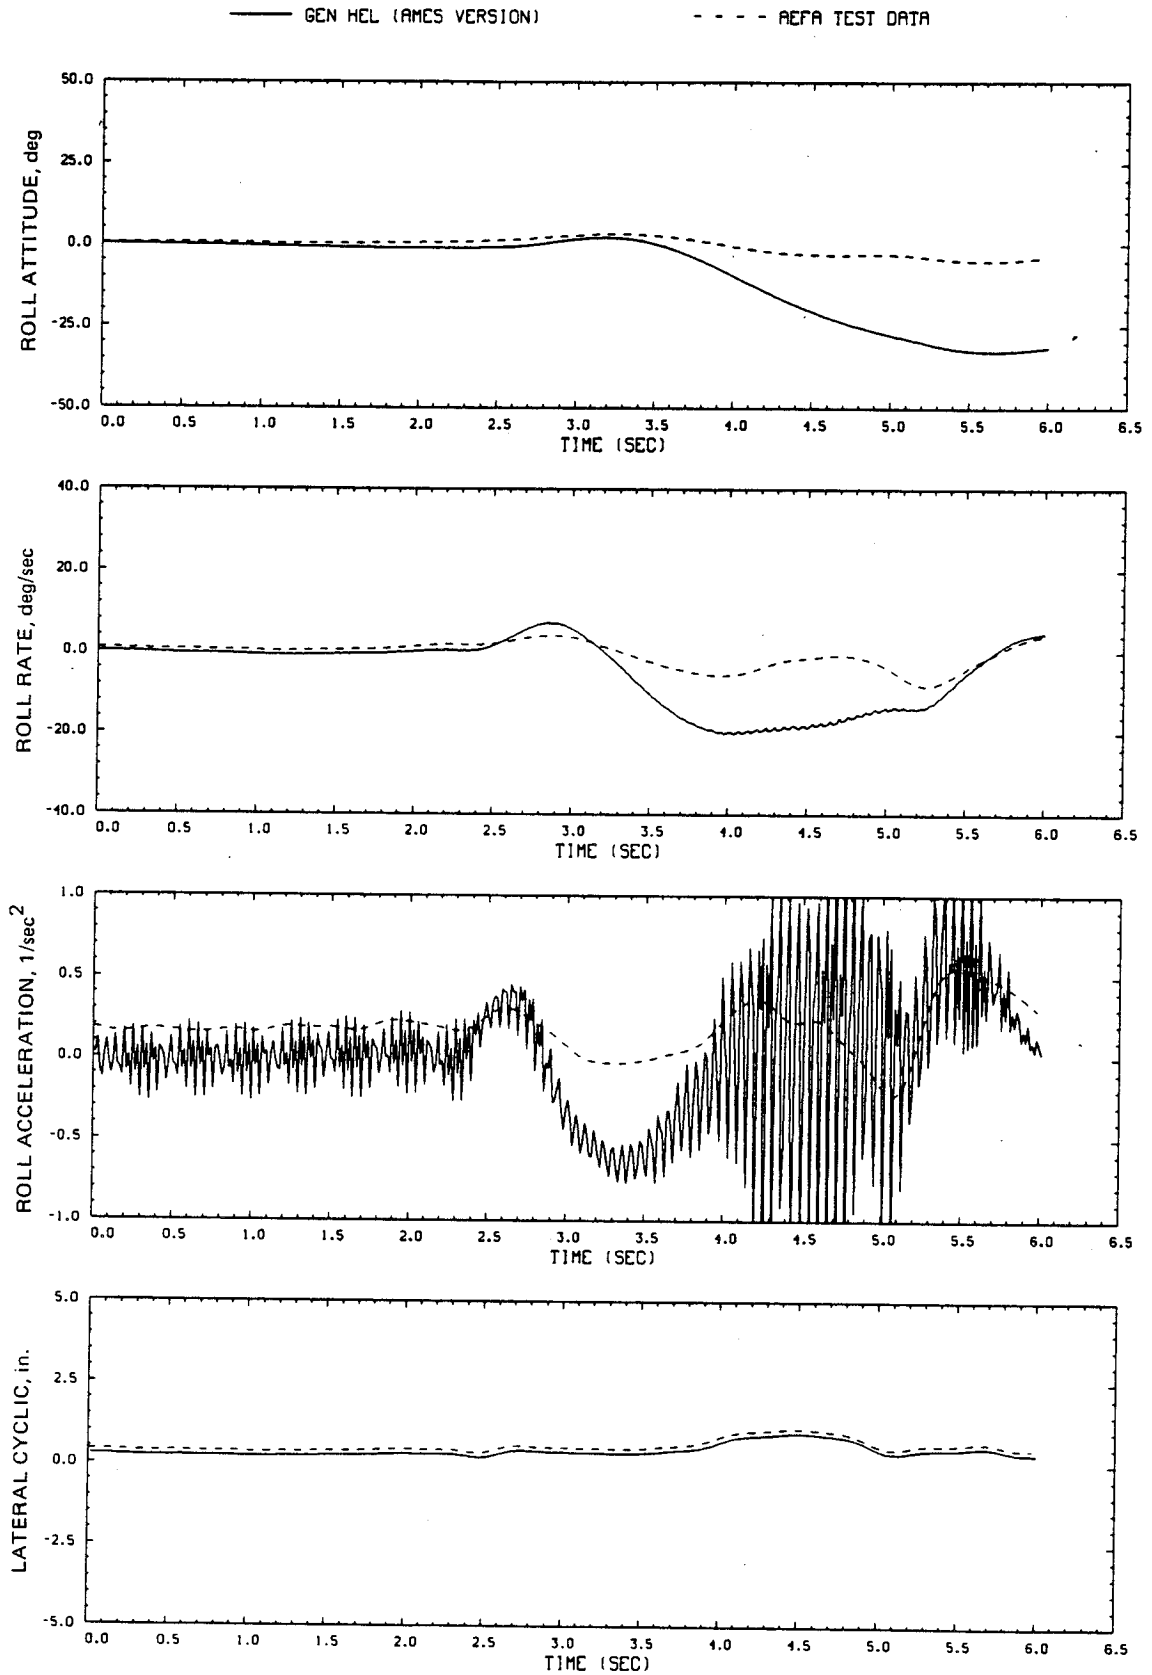 GEN HEL (AMES VERSION)
AEFA TEST DATA
ROLL ATTITUDE, deg
50.0
25.0
0.0
-25.0
-50.0
0.0 0.5 1.0 1.5 2.0 2.5 3.0 3.5 4.0 4.5 5.0 5.5 6.0 6.5
TIME (SEC)
ROLL RATE, deg/sec
40.0
20.0
0.0
-20.0
-40.0
0.0 0.5 1.0 1.5 2.0 2.5 3.0 3.5 4.0 4.5 5.0 5.5 6.0 6.5
TIME (SEC)
ROLL ACCELERATION, 1/sec²
1.0
0.5
0.0
-0.5
-1.0
0.0 0.5 1.0 1.5 2.0 2.5 3.0 3.5 4.0 4.5 5.0 5.5 6.0 6.5
TIME (SEC)
LATERAL CYCLIC, in.
5.0
2.5
0.0
-2.5
-5.0
0.0 0.5 1.0 1.5 2.0 2.5 3.0 3.5 4.0 4.5 5.0 5.5 6.0 6.5
TIME (SEC)